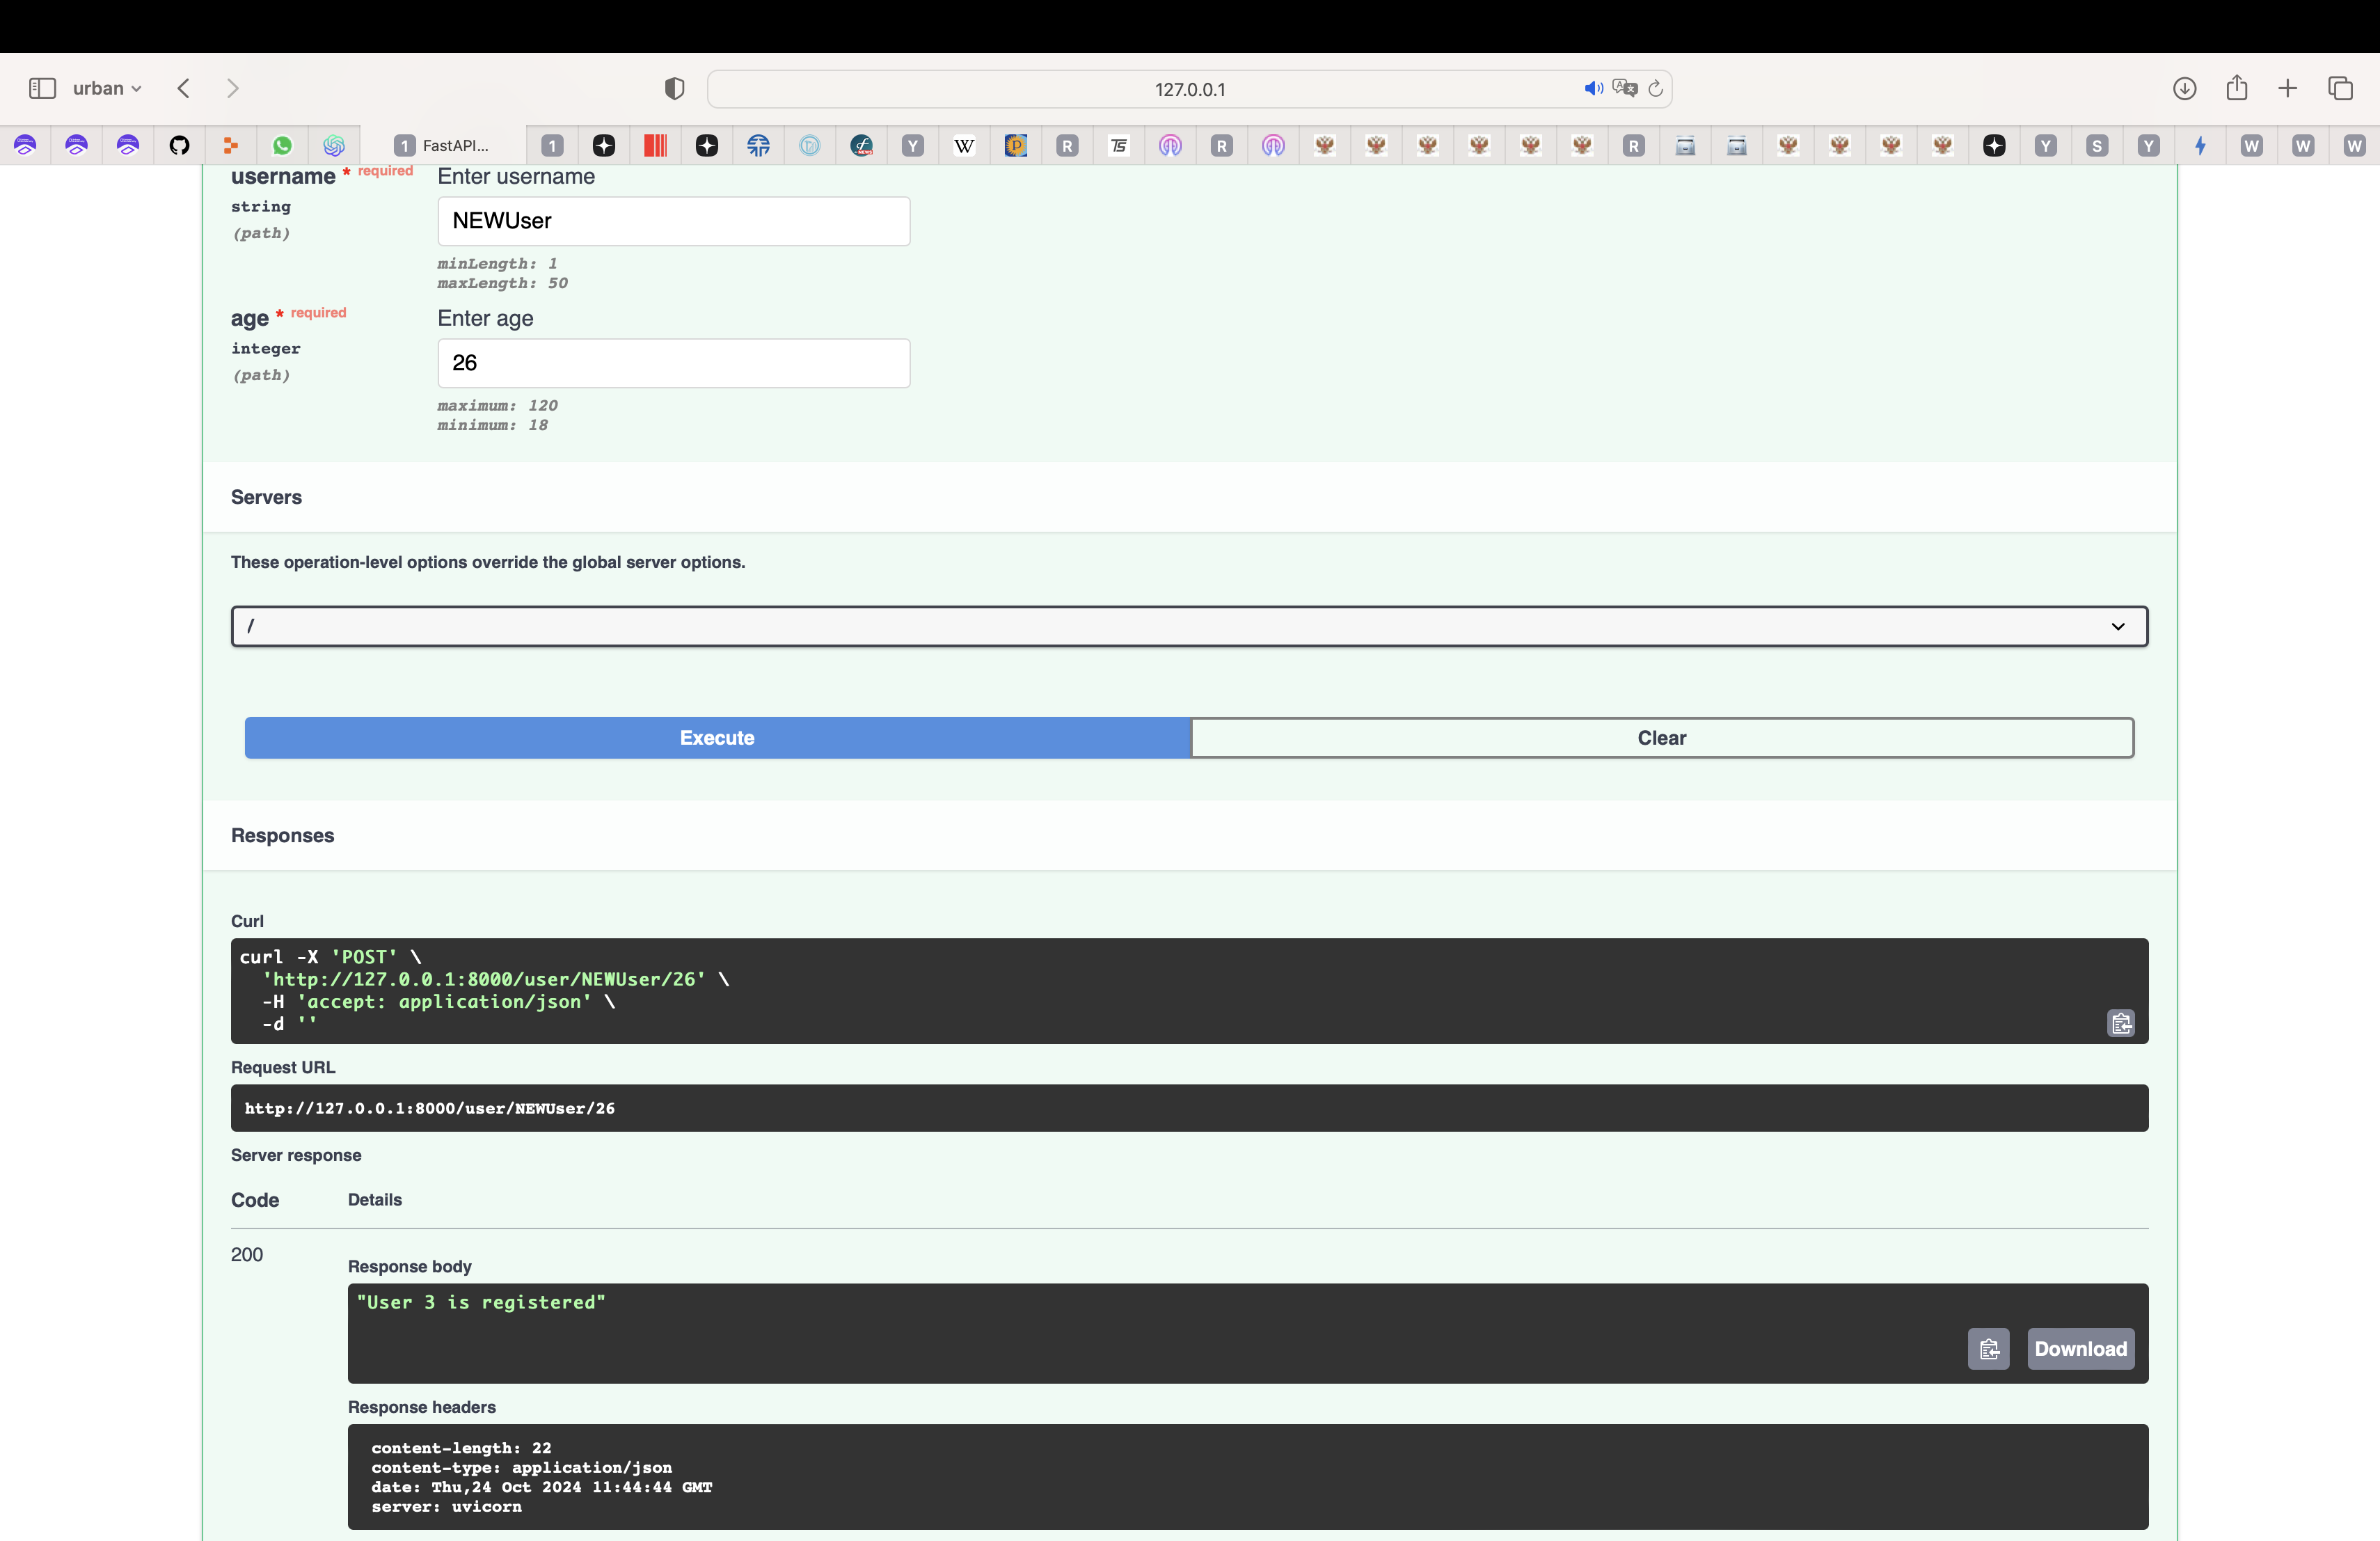 urban
127.0.0.1
1 FastAPI... 1 Y W P R TS R R Y S Y W W W
username * required Enter username
string
(path)
NEWUser
minLength: 1
maxLength: 50
age * required Enter age
integer
(path)
26
maximum: 120
minimum: 18
Servers
These operation-level options override the global server options.
/
Execute Clear
Responses
Curl
curl -X 'POST' \
'http://127.0.0.1:8000/user/NEWUser/26' \
-H 'accept: application/json' \
-d ''
Request URL
http://127.0.0.1:8000/user/NEWUser/26
Server response
Code Details
200
Response body
"User 3 is registered"
Download
Response headers
content-length: 22
content-type: application/json
date: Thu,24 Oct 2024 11:44:44 GMT
server: uvicorn